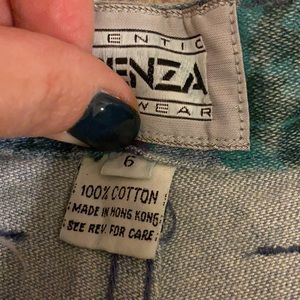 ENTIC
ENZA
WEAR
6
100% COTTON
MADE IN HONG KONG
SEE REV. FOR CARE